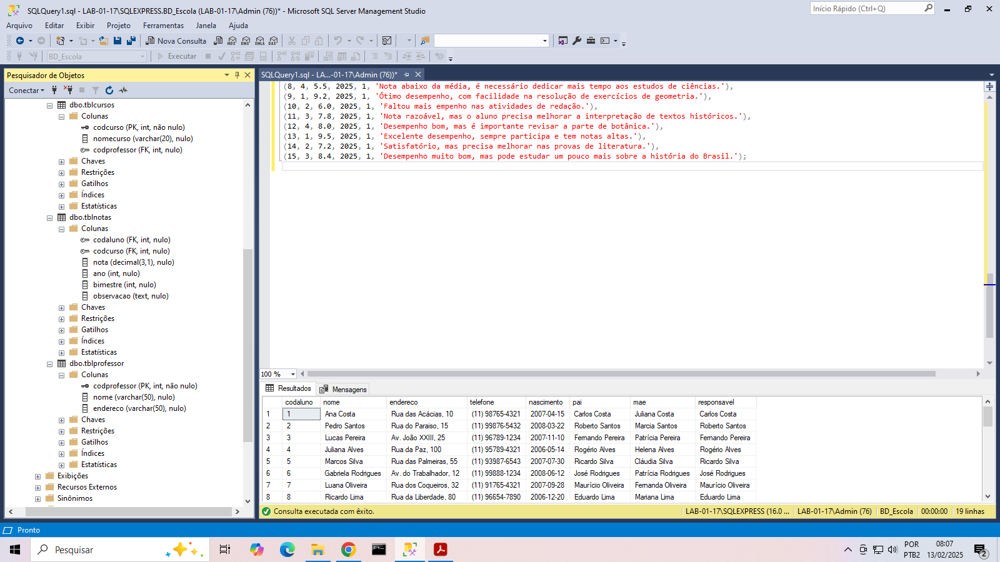 SQLQuery1.sql - LAB-01-17\SQLEXPRESS.BD_Escola (LAB-01-17\Admin (76))* - Microsoft SQL Server Management Studio
Início Rápido (Ctrl+Q)
Arquivo Editar Exibir Projeto Ferramentas Janela Ajuda
Nova Consulta MDX DMX XMLA DAX
BD_Escola Executar
Pesquisador de Objetos
Conectar
dbo.tblcursos
Colunas
codcurso (PK, int, não nulo)
nomecurso (varchar(20), nulo)
codprofessor (FK, int, nulo)
Chaves
Restrições
Gatilhos
Índices
Estatísticas
dbo.tblnotas
Colunas
codaluno (FK, int, nulo)
codcurso (FK, int, nulo)
nota (decimal(3,1), nulo)
ano (int, nulo)
bimestre (int, nulo)
observacao (text, nulo)
Chaves
Restrições
Gatilhos
Índices
Estatísticas
dbo.tblprofessor
Colunas
codprofessor (PK, int, não nulo)
nome (varchar(50), nulo)
endereco (varchar(50), nulo)
Chaves
Restrições
Gatilhos
Índices
Estatísticas
Exibições
Recursos Externos
Sinônimos
SQLQuery1.sql - LA...-01-17\Admin (76))*
(8, 4, 5.5, 2025, 1, 'Nota abaixo da média, é necessário dedicar mais tempo aos estudos de ciências.'),
(9, 1, 9.2, 2025, 1, 'Ótimo desempenho, com facilidade na resolução de exercícios de geometria.'),
(10, 2, 6.0, 2025, 1, 'Faltou mais empenho nas atividades de redação.'),
(11, 3, 7.8, 2025, 1, 'Nota razoável, mas o aluno precisa melhorar a interpretação de textos históricos.'),
(12, 4, 8.0, 2025, 1, 'Desempenho bom, mas é importante revisar a parte de botânica.'),
(13, 1, 9.5, 2025, 1, 'Excelente desempenho, sempre participa e tem notas altas.'),
(14, 2, 7.2, 2025, 1, 'Satisfatório, mas precisa melhorar nas provas de literatura.'),
(15, 3, 8.4, 2025, 1, 'Desempenho muito bom, mas pode estudar um pouco mais sobre a história do Brasil.');
100 %
Resultados Mensagens
codaluno nome endereco telefone nascimento pai mae responsavel
1 1 Ana Costa Rua das Acácias, 10 (11) 98765-4321 2007-04-15 Carlos Costa Juliana Costa Carlos Costa
2 2 Pedro Santos Rua do Paraiso, 15 (11) 99876-5432 2008-03-22 Roberto Santos Marcia Santos Roberto Santos
3 3 Lucas Pereira Av. João XXIII, 25 (11) 96789-1234 2007-11-10 Fernando Pereira Patrícia Pereira Fernando Pereira
4 4 Juliana Alves Rua da Paz, 100 (11) 95789-4321 2006-05-14 Rogério Alves Helena Alves Rogério Alves
5 5 Marcos Silva Rua das Palmeiras, 55 (11) 93987-6543 2007-07-30 Ricardo Silva Cláudia Silva Ricardo Silva
6 6 Gabriela Rodrigues Av. do Trabalhador, 12 (11) 99888-1234 2008-06-12 José Rodrigues Patrícia Rodrigues José Rodrigues
7 7 Luana Oliveira Rua dos Coqueiros, 32 (11) 91765-4321 2007-09-28 Maurício Oliveira Fernanda Oliveira Maurício Oliveira
8 8 Ricardo Lima Rua da Liberdade, 80 (11) 96654-7890 2006-12-20 Eduardo Lima Mariana Lima Eduardo Lima
Consulta executada com êxito. LAB-01-17\SQLEXPRESS (16.0 ... LAB-01-17\Admin (76) BD_Escola 00:00:00 19 linhas
Pronto
Pesquisar
POR
PTB2
08:07
13/02/2025
2